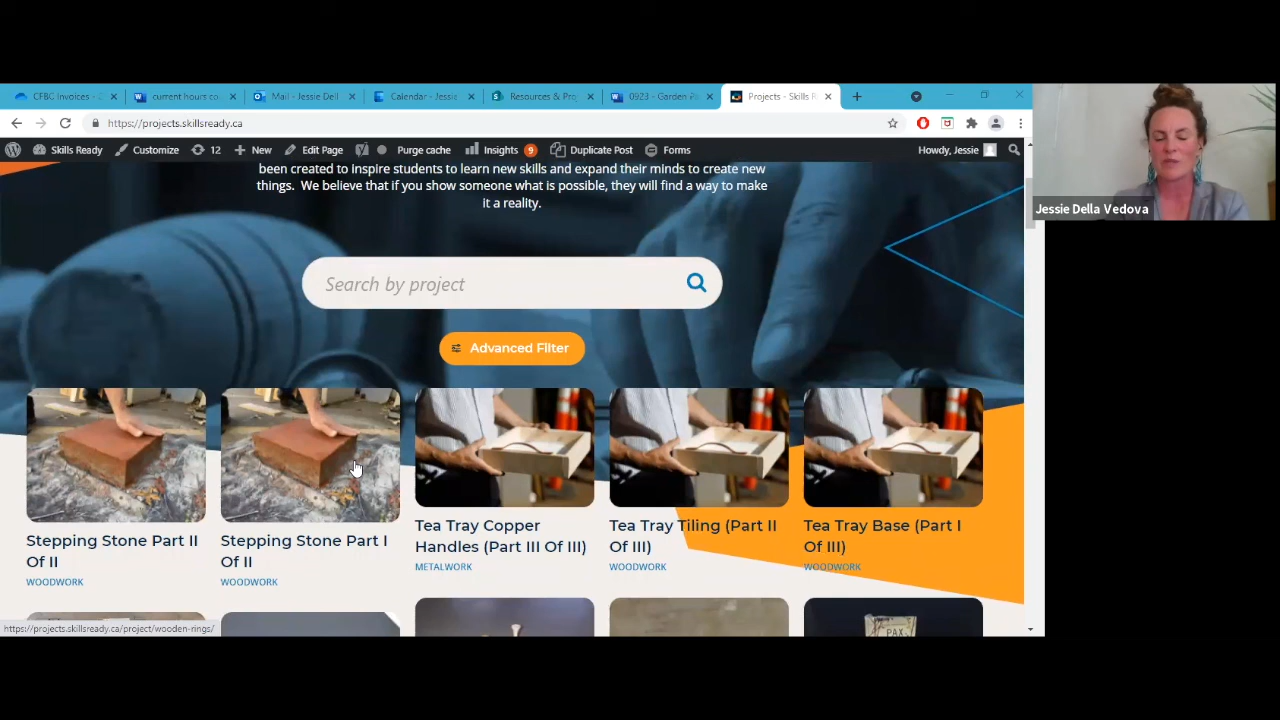 CFBC Invoices -
current hours co
Mail - Jessie Dell
Calendar - Jessie
Resources & Pro
0923 - Garden
Projects - Skills R
https://projects.skillsready.ca
Skills Ready
Customize
12
New
Edit Page
Purge cache
Insights 9
Duplicate Post
Forms
Howdy, Jessie
been created to inspire students to learn new skills and expand their minds to create new
things. We believe that if you show someone what is possible, they will find a way to make
it a reality.
Jessie Della Vedova
Search by project
Advanced Filter
Stepping Stone Part II
Of II
WOODWORK
Stepping Stone Part I
Of II
WOODWORK
Tea Tray Copper
Handles (Part III Of III)
METALWORK
Tea Tray Tiling (Part II
Of III)
WOODWORK
Tea Tray Base (Part I
Of III)
WOODWORK
PAX
https://projects.skillsready.ca/project/wooden-rings/